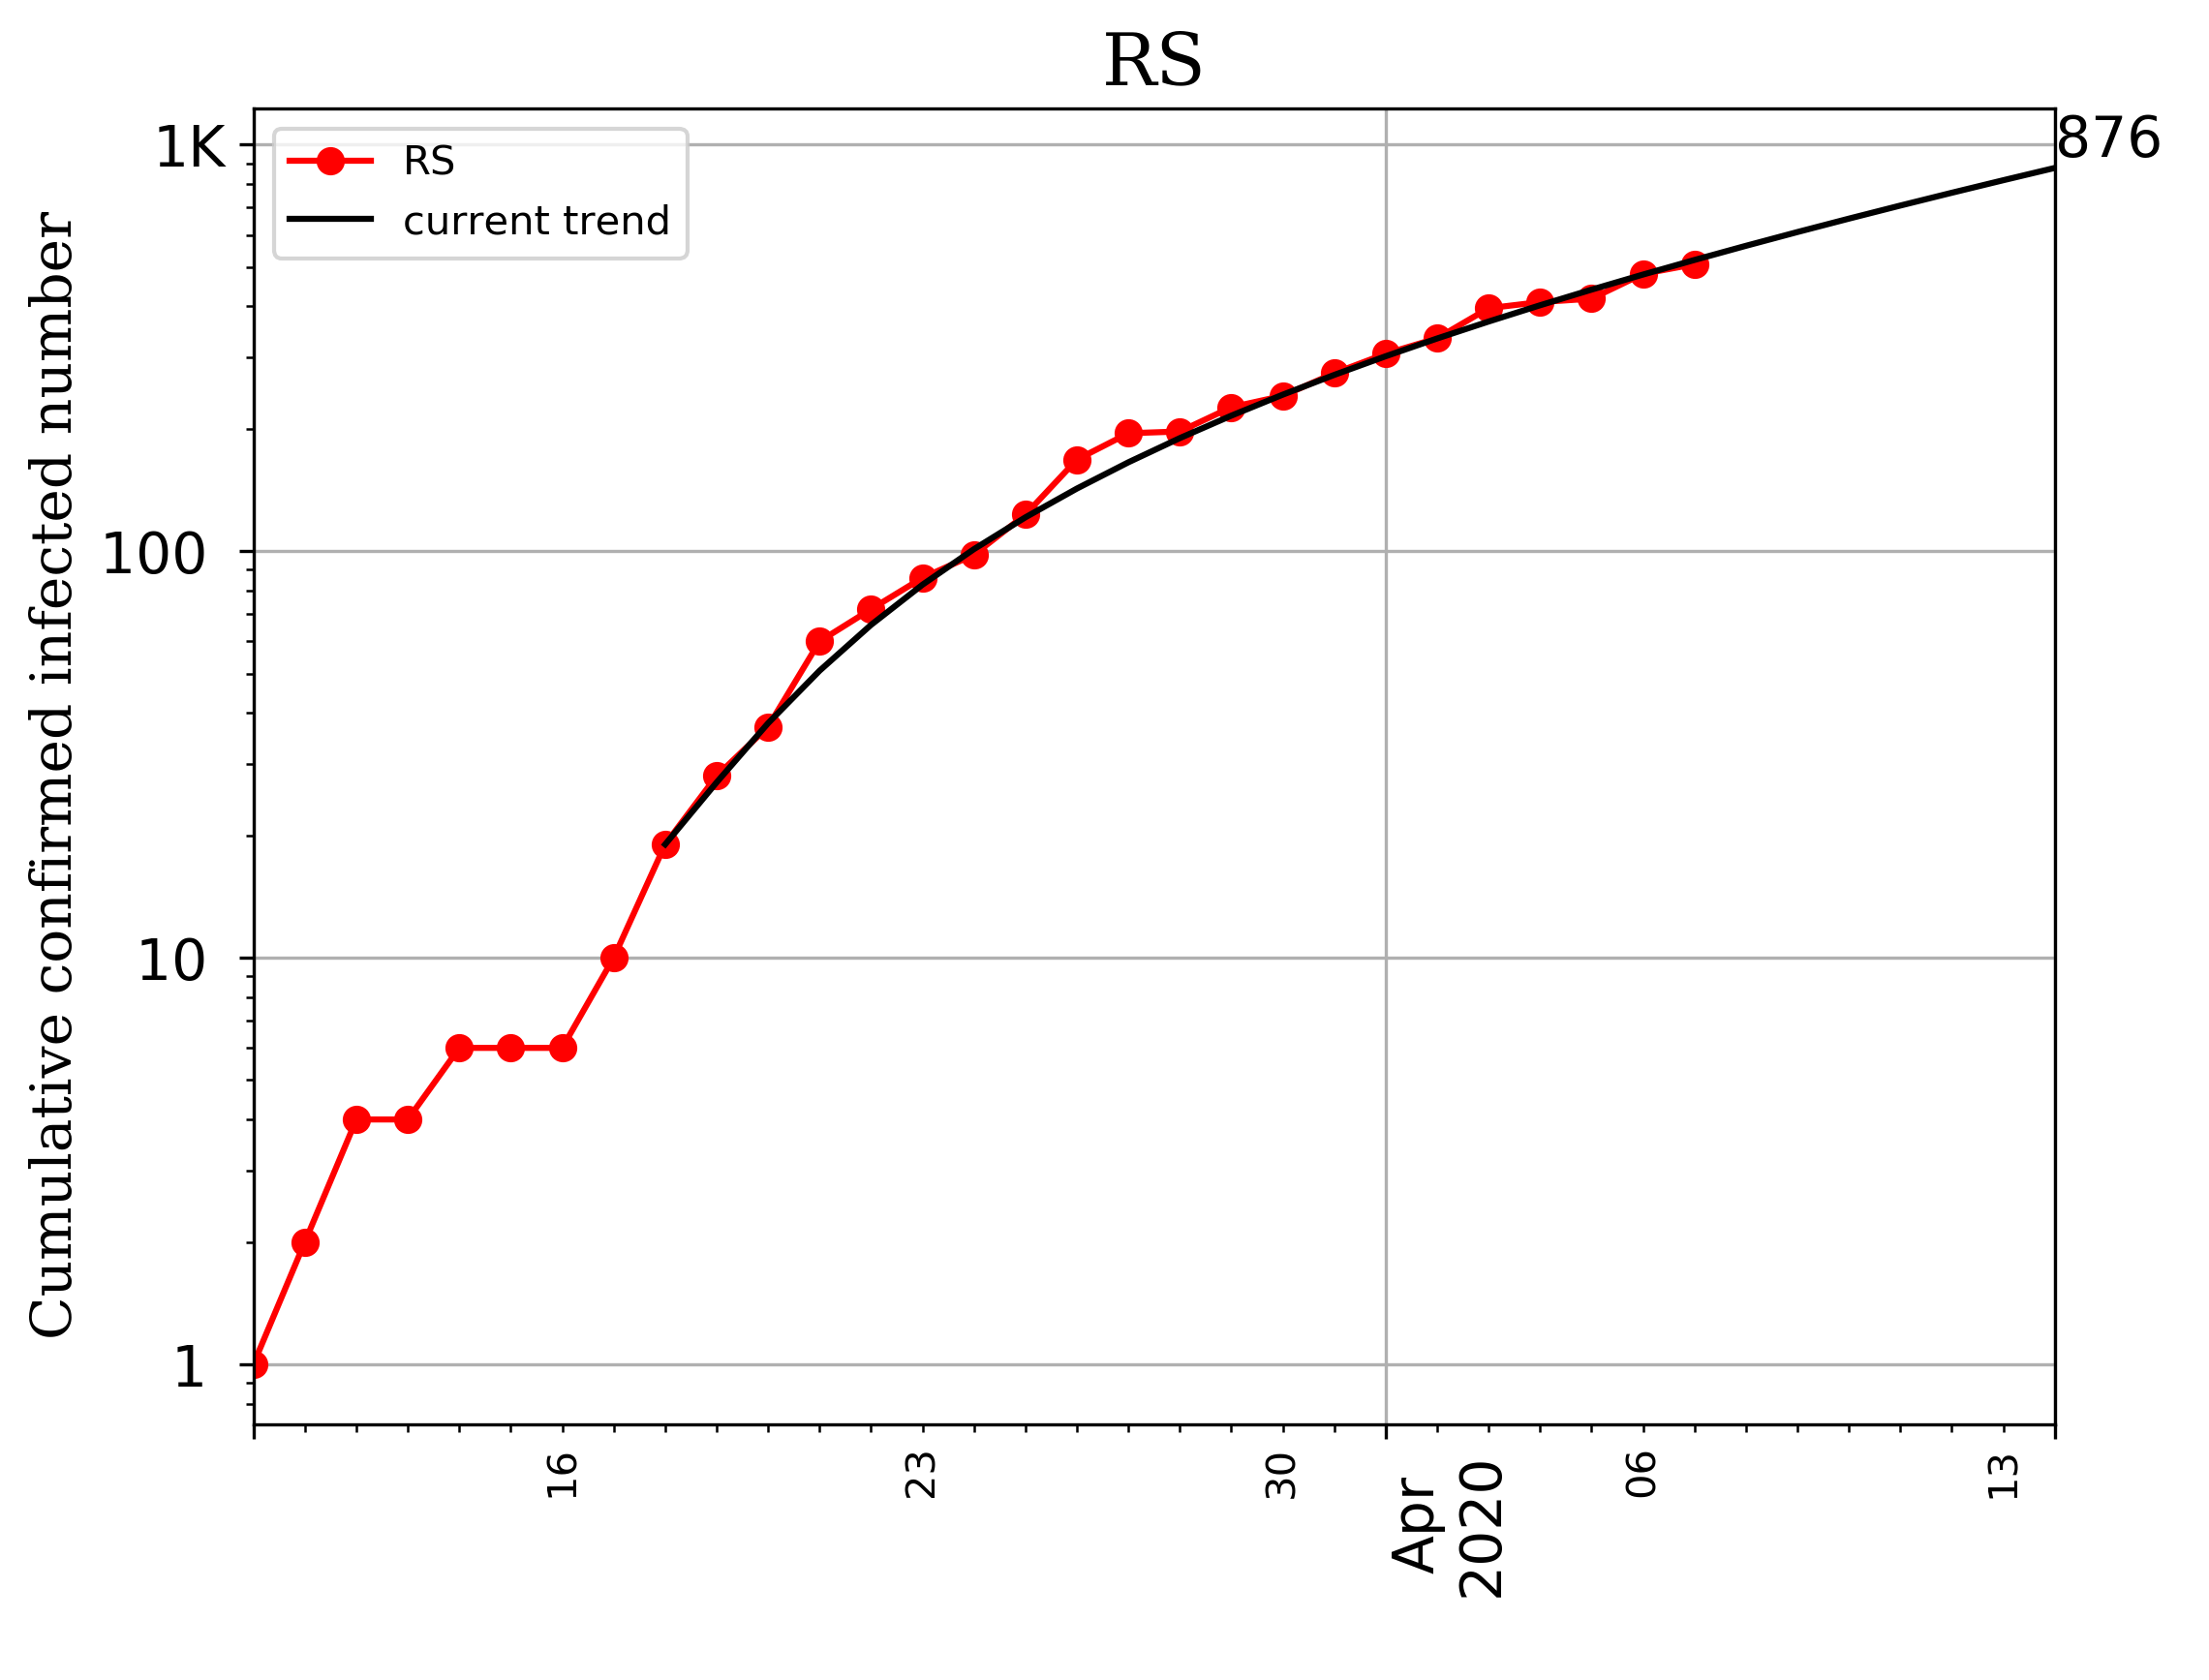 RS
Cumulative confirmed infected number
1K
100
10
1
RS
current trend
876
16
23
30
Apr
2020
06
13